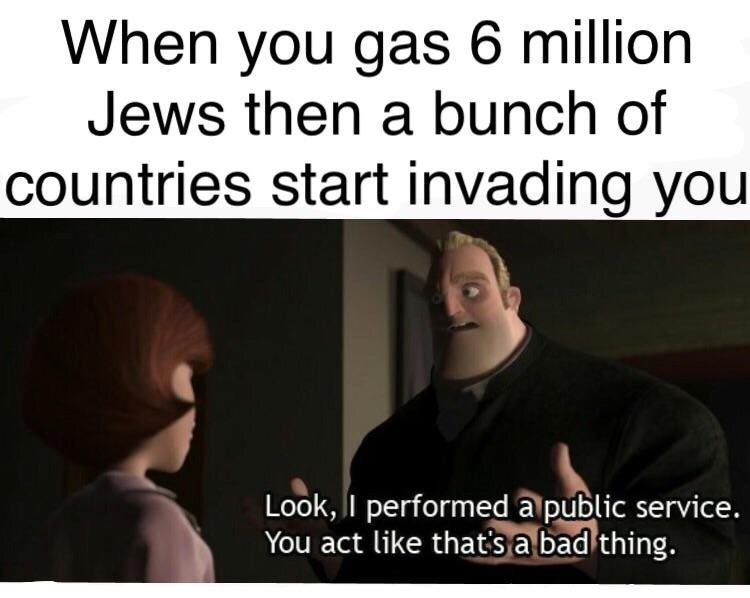 When you gas 6 million
Jews then a bunch of
countries start invading you
Look, I performed a public service.
You act like that's a bad thing.